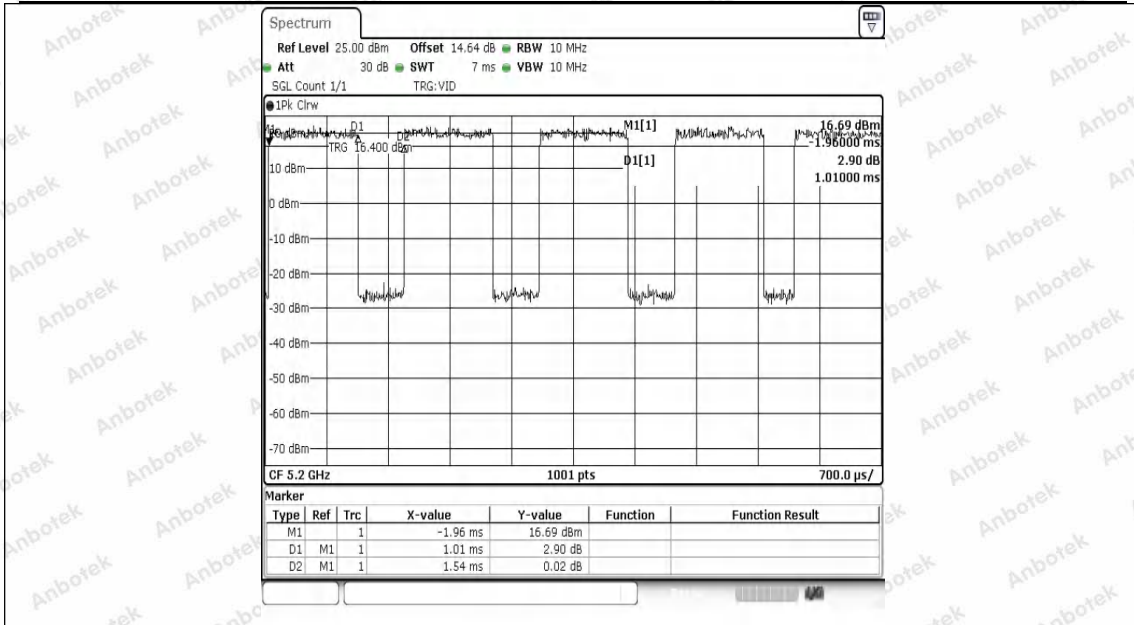 Spectrum
Ref Level 25.00 dBm Offset 14.64 dB RBW 10 MHz
Att 30 dB SWT 7 ms VBW 10 MHz
SGL Count 1/1 TRG:VID
1Pk Clrw
D1 M1[1] 16.69 dBm
D2 -1.96000 ms
TRG 16.400 dBm
D1[1] 2.90 dB
1.01000 ms
10 dBm
0 dBm
-10 dBm
-20 dBm
-30 dBm
-40 dBm
-50 dBm
-60 dBm
-70 dBm
CF 5.2 GHz 1001 pts 700.0 µs/
Marker
Type Ref Trc X-value Y-value Function Function Result
M1 1 -1.96 ms 16.69 dBm
D1 M1 1 1.01 ms 2.90 dB
D2 M1 1 1.54 ms 0.02 dB